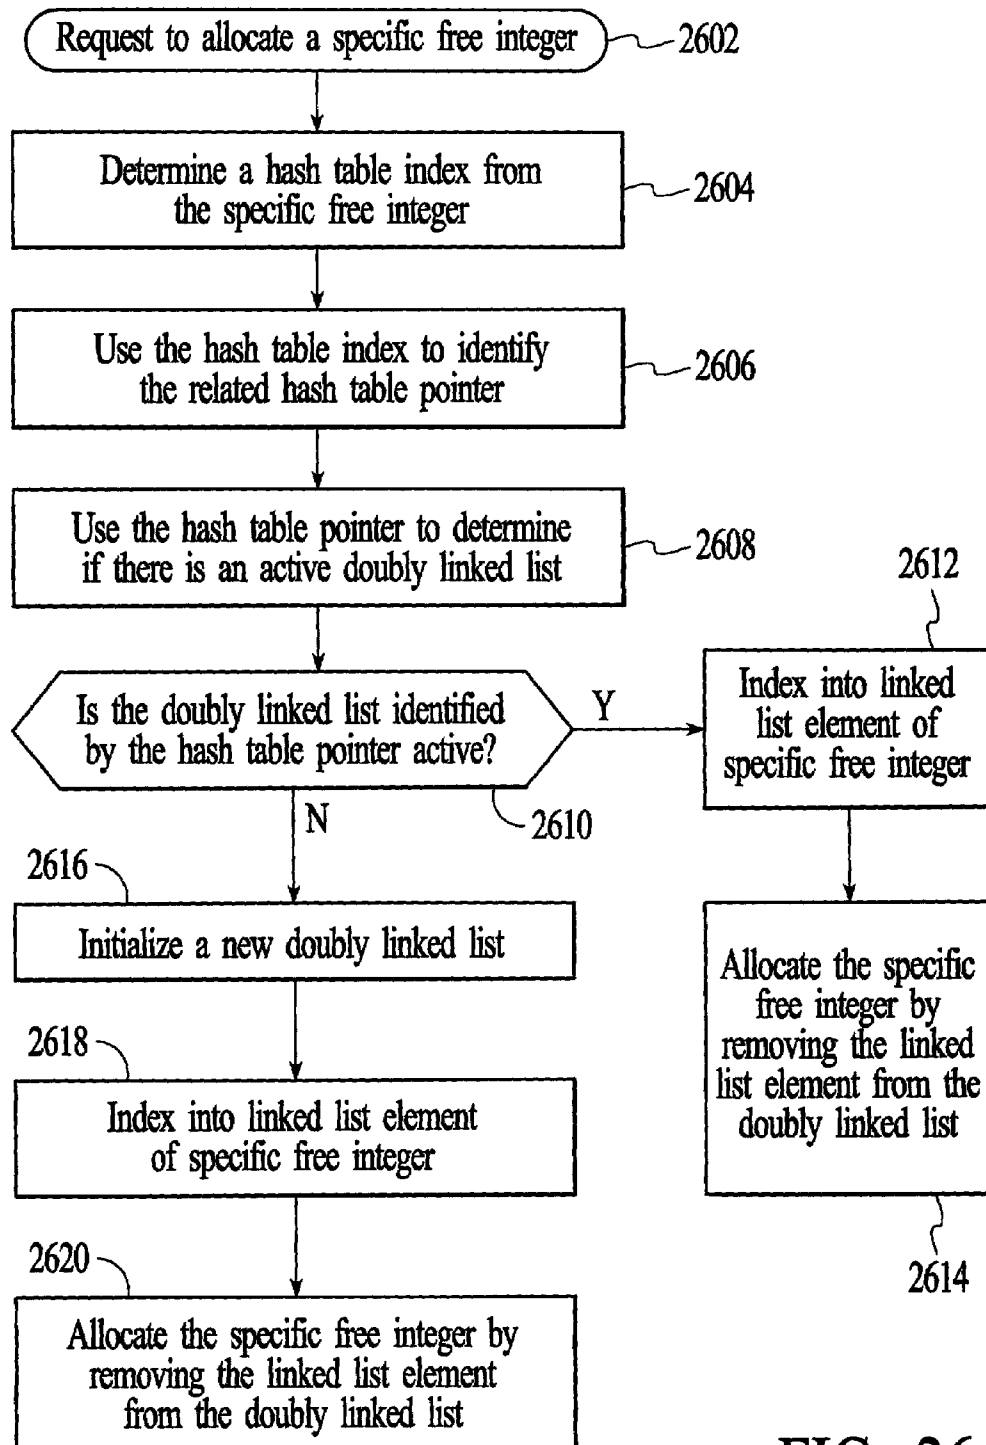 Request to allocate a specific free integer
2602
Determine a hash table index from
the specific free integer
2604
Use the hash table index to identify
the related hash table pointer
2606
Use the hash table pointer to determine
if there is an active doubly linked list
2608
Is the doubly linked list identified
by the hash table pointer active?
2610
Y
N
2612
Index into linked
list element of
specific free integer
Allocate the specific
free integer by
removing the linked
list element from the
doubly linked list
2614
2616
Initialize a new doubly linked list
2618
Index into linked list element
of specific free integer
2620
Allocate the specific free integer by
removing the linked list element
from the doubly linked list
FIG. 26